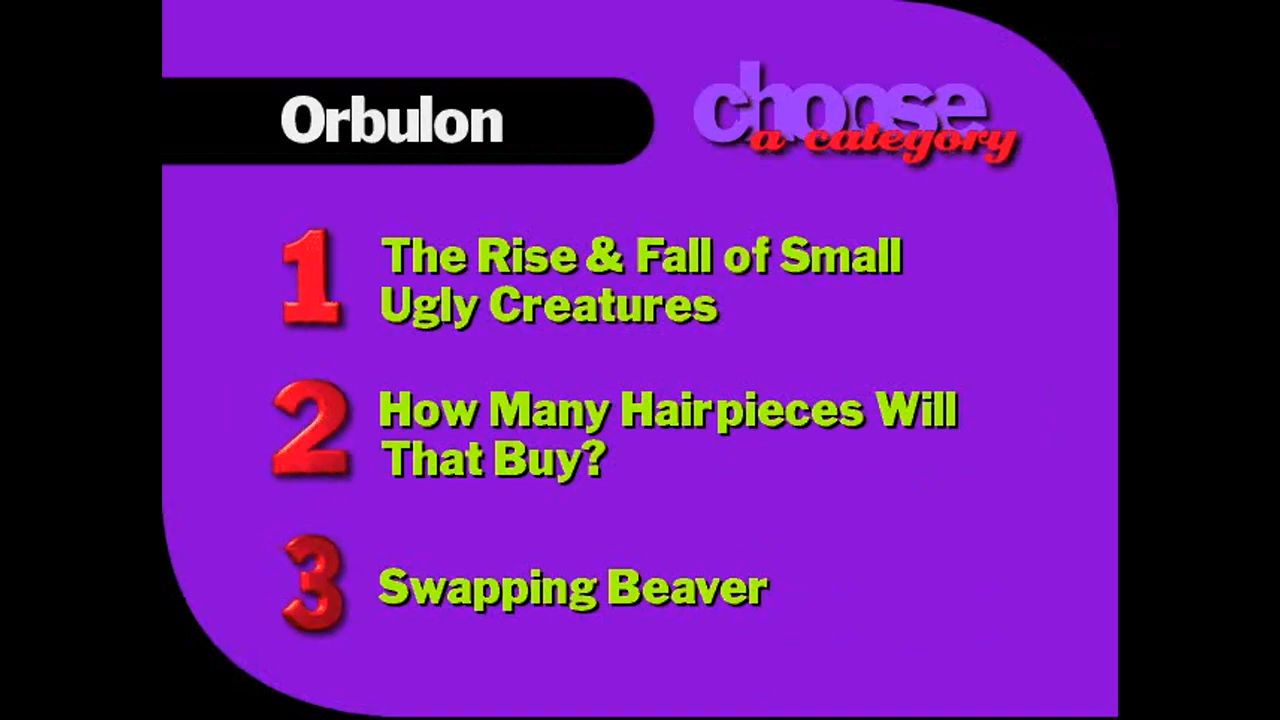 Orbulon
choose
a category
1
The Rise & Fall of Small
Ugly Creatures
2
How Many Hairpieces Will
That Buy?
3
Swapping Beaver